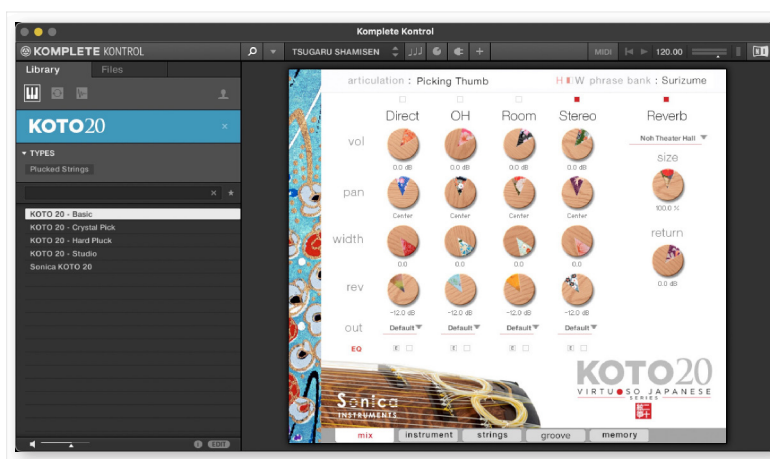 Komplete Kontrol
KOMPLETE KONTROL
TSUGARU SHAMISEN
MIDI
120.00
Library Files
KOTO20
TYPES
Plucked Strings
KOTO 20 - Basic
KOTO 20 - Crystal Pick
KOTO 20 - Hard Pluck
KOTO 20 - Studio
Sonica KOTO 20
EDIT
articulation : Picking Thumb
HW phrase bank : Surizume
Direct OH Room Stereo Reverb
vol
0.0 dB 0.0 dB 0.0 dB 0.0 dB
Noh Theater Hall
size
100.0 %
pan
Center Center Center Center
width
0.0 0.0 0.0 0.0
return
0.0 dB
rev
-12.0 dB -12.0 dB -12.0 dB -12.0 dB
out Default Default Default Default
EQ E E E E
KOTO20
VIRTUOSO JAPANESE
SERIES
Sonica
INSTRUMENTS
mix instrument strings groove memory